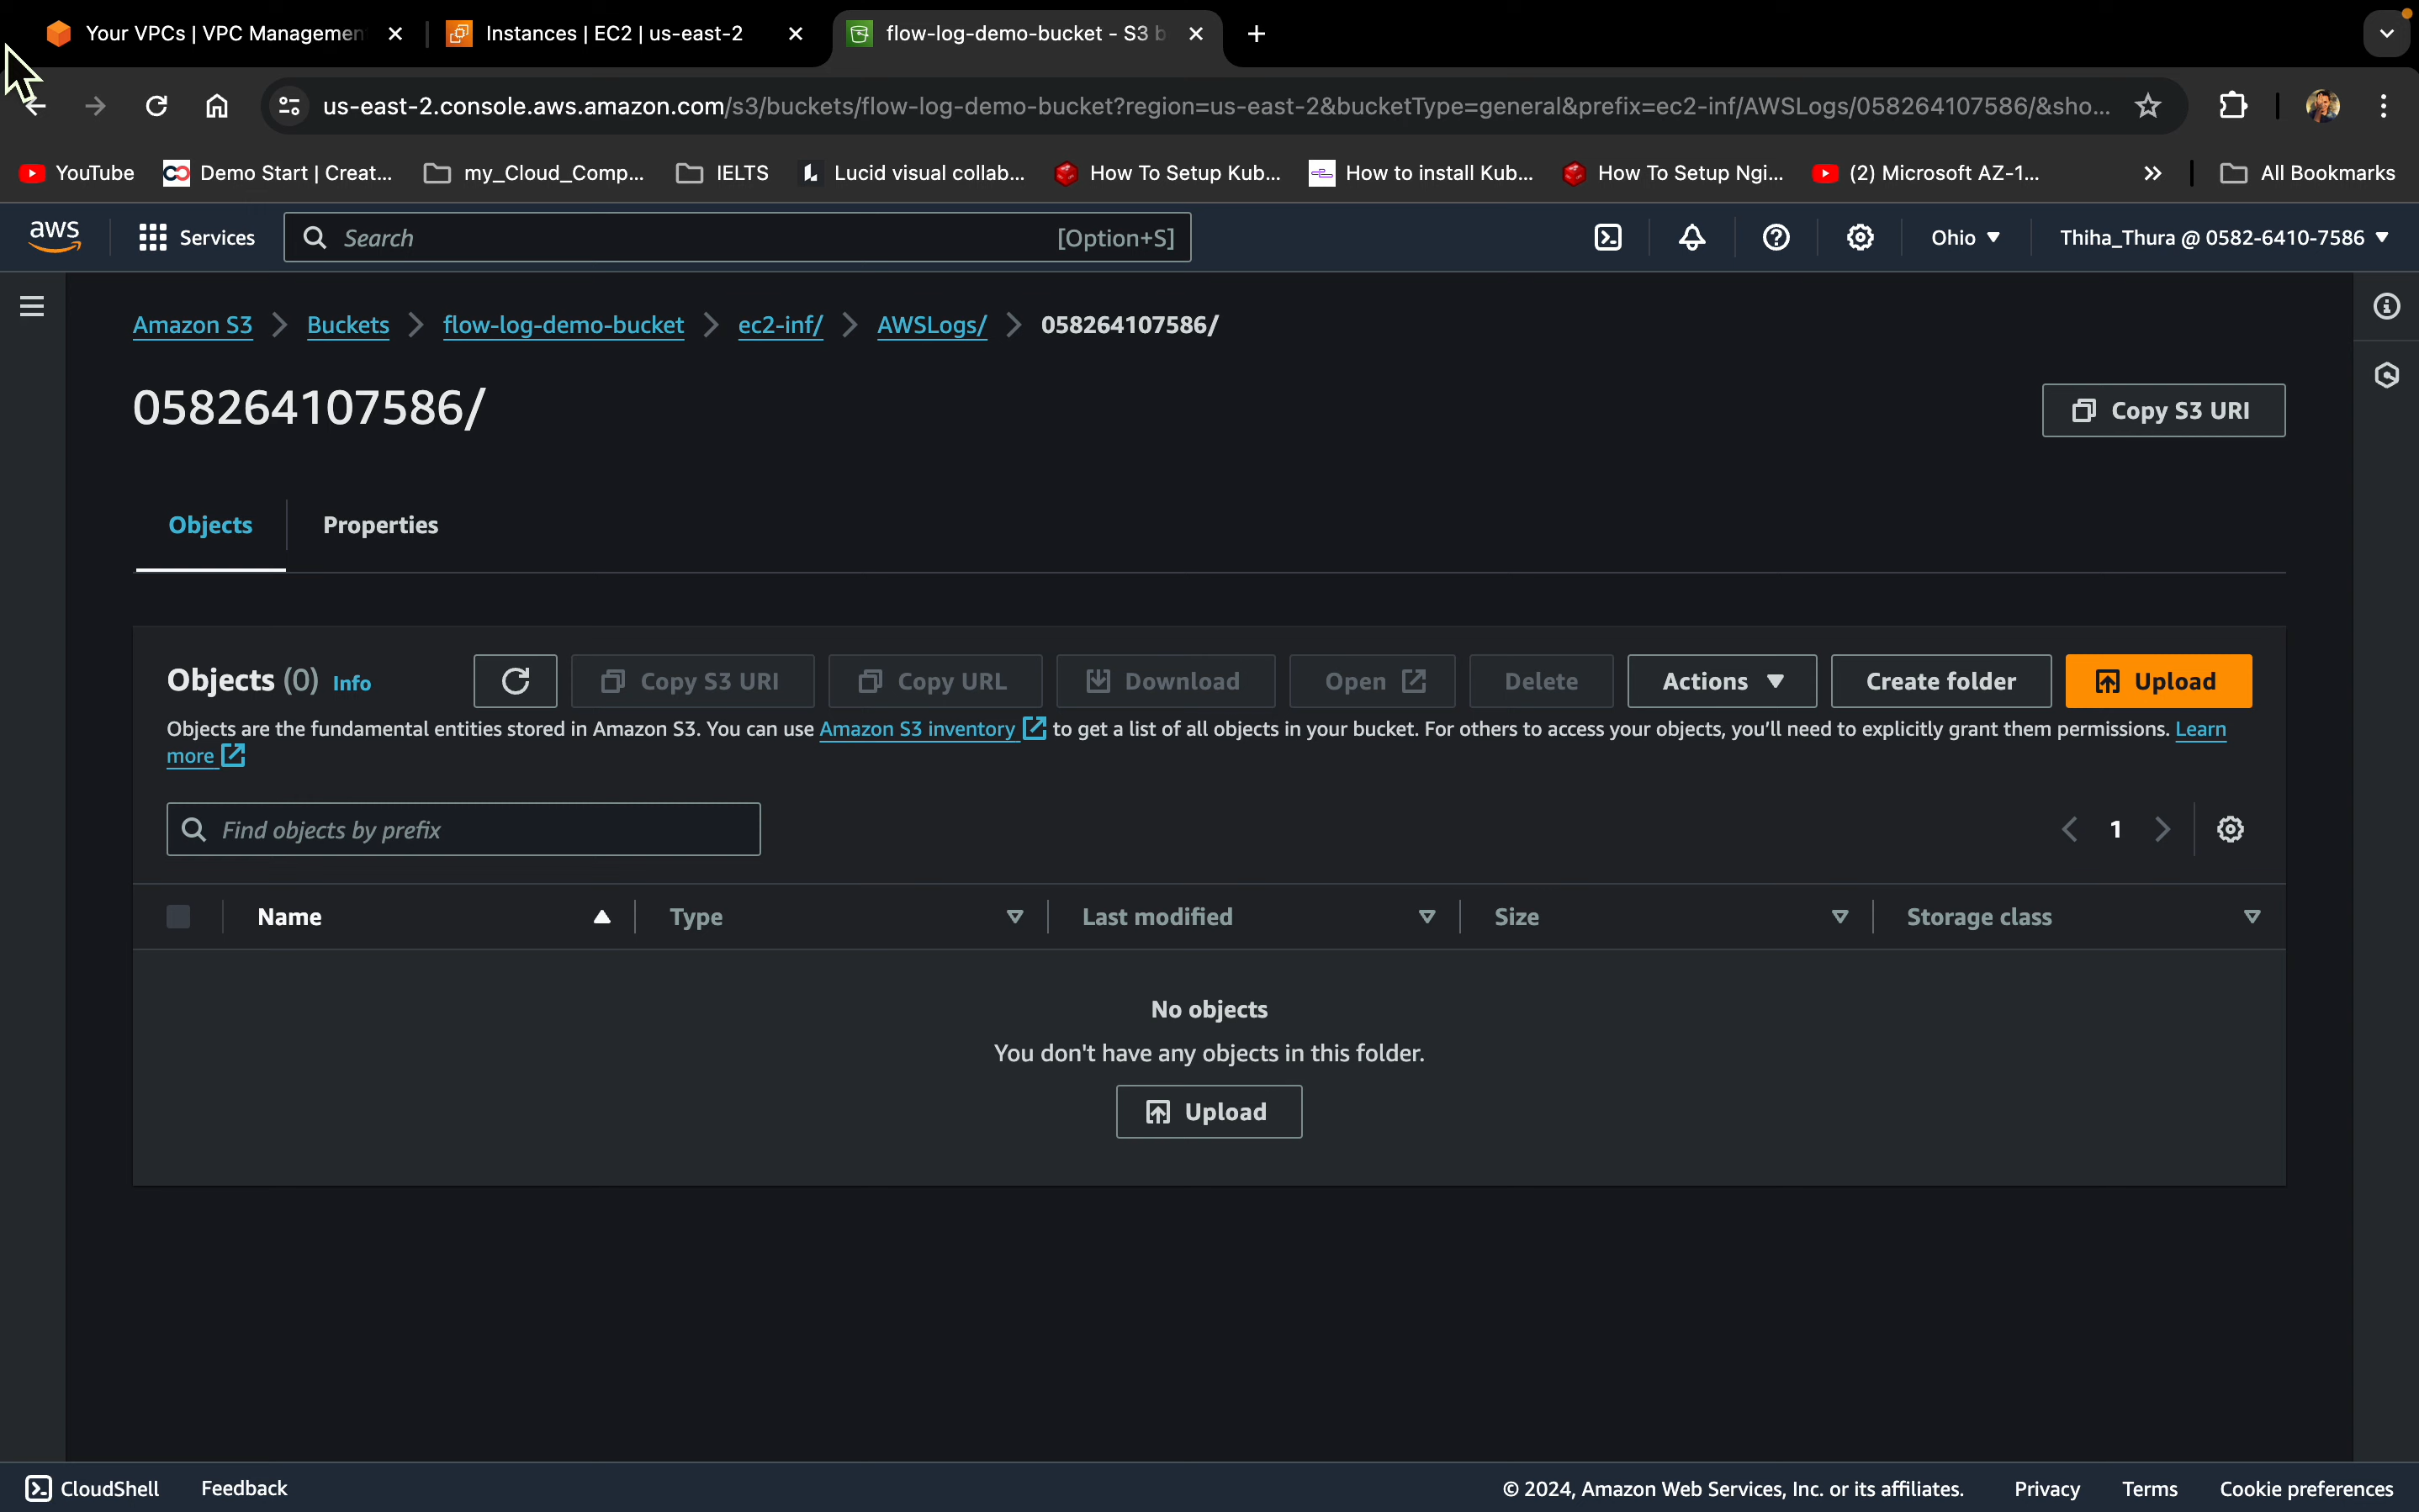 Your VPCs | VPC Managemen
Instances | EC2 | us-east-2
flow-log-demo-bucket - S3 b
us-east-2.console.aws.amazon.com/s3/buckets/flow-log-demo-bucket?region=us-east-2&bucketType=general&prefix=ec2-inf/AWSLogs/058264107586/&sho...
YouTube
Demo Start | Creat...
my_Cloud_Comp...
IELTS
Lucid visual collab...
How To Setup Kub...
How to install Kub...
How To Setup Ngi...
(2) Microsoft AZ-1...
All Bookmarks
aws
Services
Search
[Option+S]
Ohio
Thiha_Thura @ 0582-6410-7586
Amazon S3
Buckets
flow-log-demo-bucket
ec2-inf/
AWSLogs/
058264107586/
058264107586/
Copy S3 URI
Objects
Properties
Objects (0) Info
Copy S3 URI
Copy URL
Download
Open
Delete
Actions
Create folder
Upload
Objects are the fundamental entities stored in Amazon S3. You can use Amazon S3 inventory to get a list of all objects in your bucket. For others to access your objects, you'll need to explicitly grant them permissions. Learn
more
Find objects by prefix
1
Name
Type
Last modified
Size
Storage class
No objects
You don't have any objects in this folder.
Upload
CloudShell
Feedback
© 2024, Amazon Web Services, Inc. or its affiliates.
Privacy
Terms
Cookie preferences